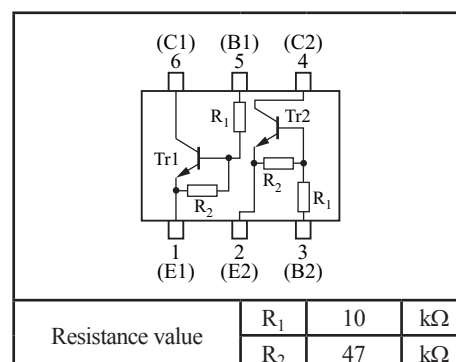 (C1) (B1) (C2)
6 5 4
R1
Tr2
Tr1
R2
R2
R1
1 2 3
(E1) (E2) (B2)
Resistance value R1 10 kΩ
R2 47 kΩ